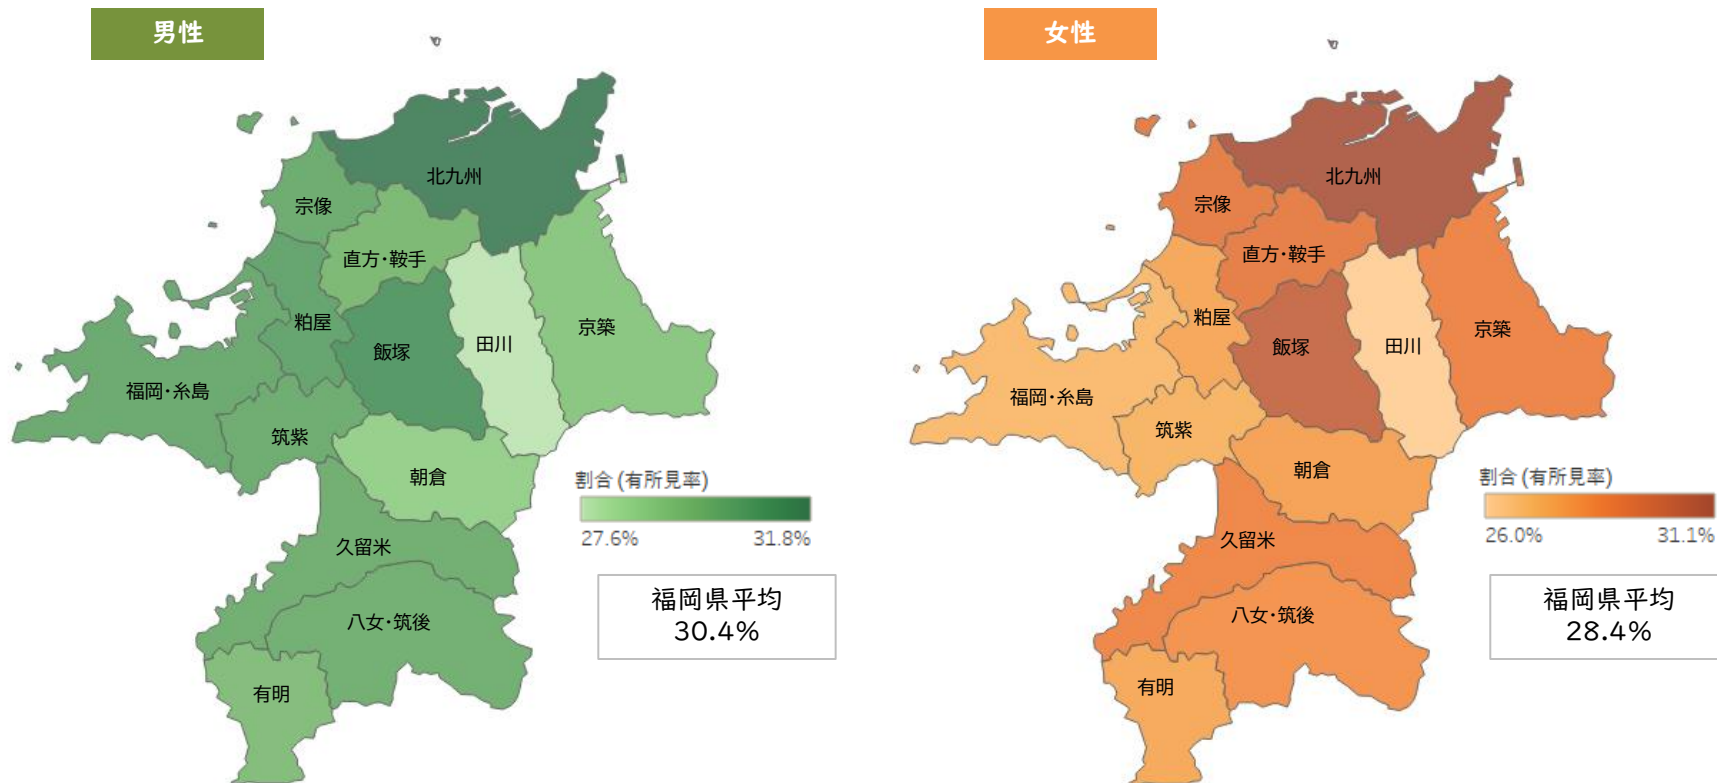 男性
北九州
宗像
直方・鞍手
粕屋
飯塚
田川
京築
福岡・糸島
筑紫
朝倉
久留米
八女・筑後
有明
割合 (有所見率)
27.6% 31.8%
福岡県平均
30.4%
女性
北九州
宗像
直方・鞍手
粕屋
飯塚
田川
京築
福岡・糸島
筑紫
朝倉
久留米
八女・筑後
有明
割合 (有所見率)
26.0% 31.1%
福岡県平均
28.4%